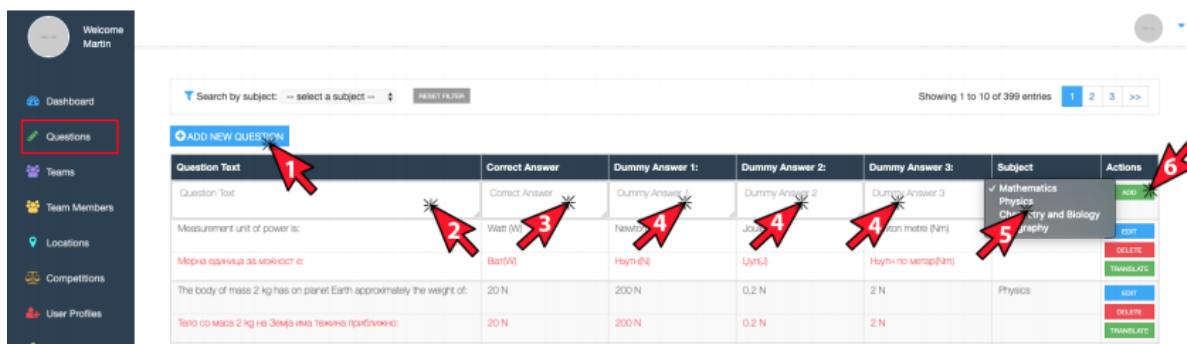 Welcome
Martin
Dashboard
Questions
Teams
Team Members
Locations
Competitions
User Profiles
Search by subject: -- select a subject --
RESET FILTER
Showing 1 to 10 of 399 entries 1 2 3 >>
ADD NEW QUESTION
Question Text Correct Answer Dummy Answer 1: Dummy Answer 2: Dummy Answer 3: Subject Actions
Question Text Correct Answer Dummy Answer 1 Dummy Answer 2 Dummy Answer 3
Mathematics
Physics
Chemistry and Biology
ADD
1
2
3
4
4
4
5
6
Measurement unit of power is: Watt (W) metre (Nm)
EDIT
DELETE
TRANSLATE
Мерна единица за моќност е: Ват(W) Њутн(N) Џул(J) Њутн по метар(Nm)
The body of mass 2 kg has on planet Earth approximately the weight of: 20 N 200 N 0,2 N 2 N Physics
EDIT
DELETE
TRANSLATE
Тело со маса 2 kg на Земја има тежина приближно: 20 N 200 N 0.2 N 2 N